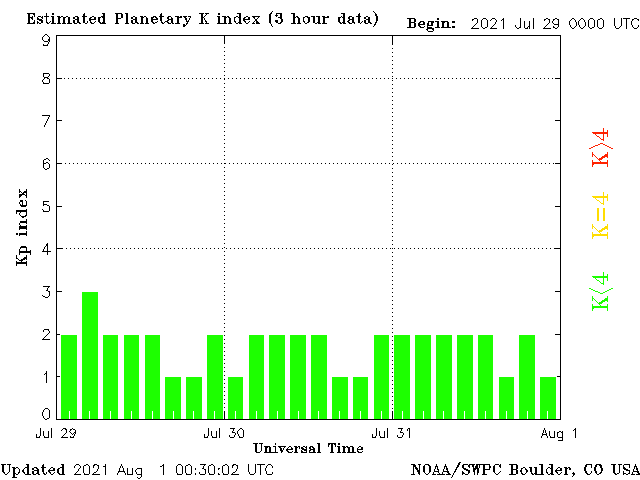 Estimated Planetary K index (3 hour data)
Begin: 2021 Jul 29 0000 UTC
9
8
7
6
5
4
3
2
1
0
Kp index
K>4
K=4
K<4
Jul 29
Jul 30
Jul 31
Aug 1
Universal Time
Updated 2021 Aug 1 00:30:02 UTC
NOAA/SWPC Boulder, CO USA